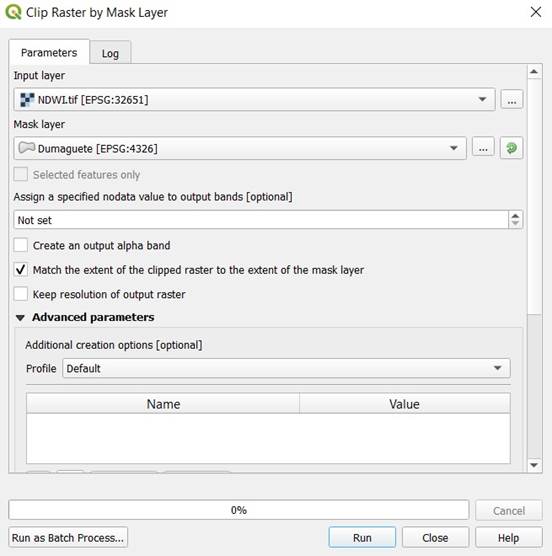 Clip Raster by Mask Layer
Parameters
Log
Input layer
NDWI.tif [EPSG:32651]
...
Mask layer
Dumaguete [EPSG:4326]
...
Selected features only
Assign a specified nodata value to output bands [optional]
Not set
Create an output alpha band
Match the extent of the clipped raster to the extent of the mask layer
Keep resolution of output raster
Advanced parameters
Additional creation options [optional]
Profile Default
Name Value
0% Cancel
Run as Batch Process... Run Close Help